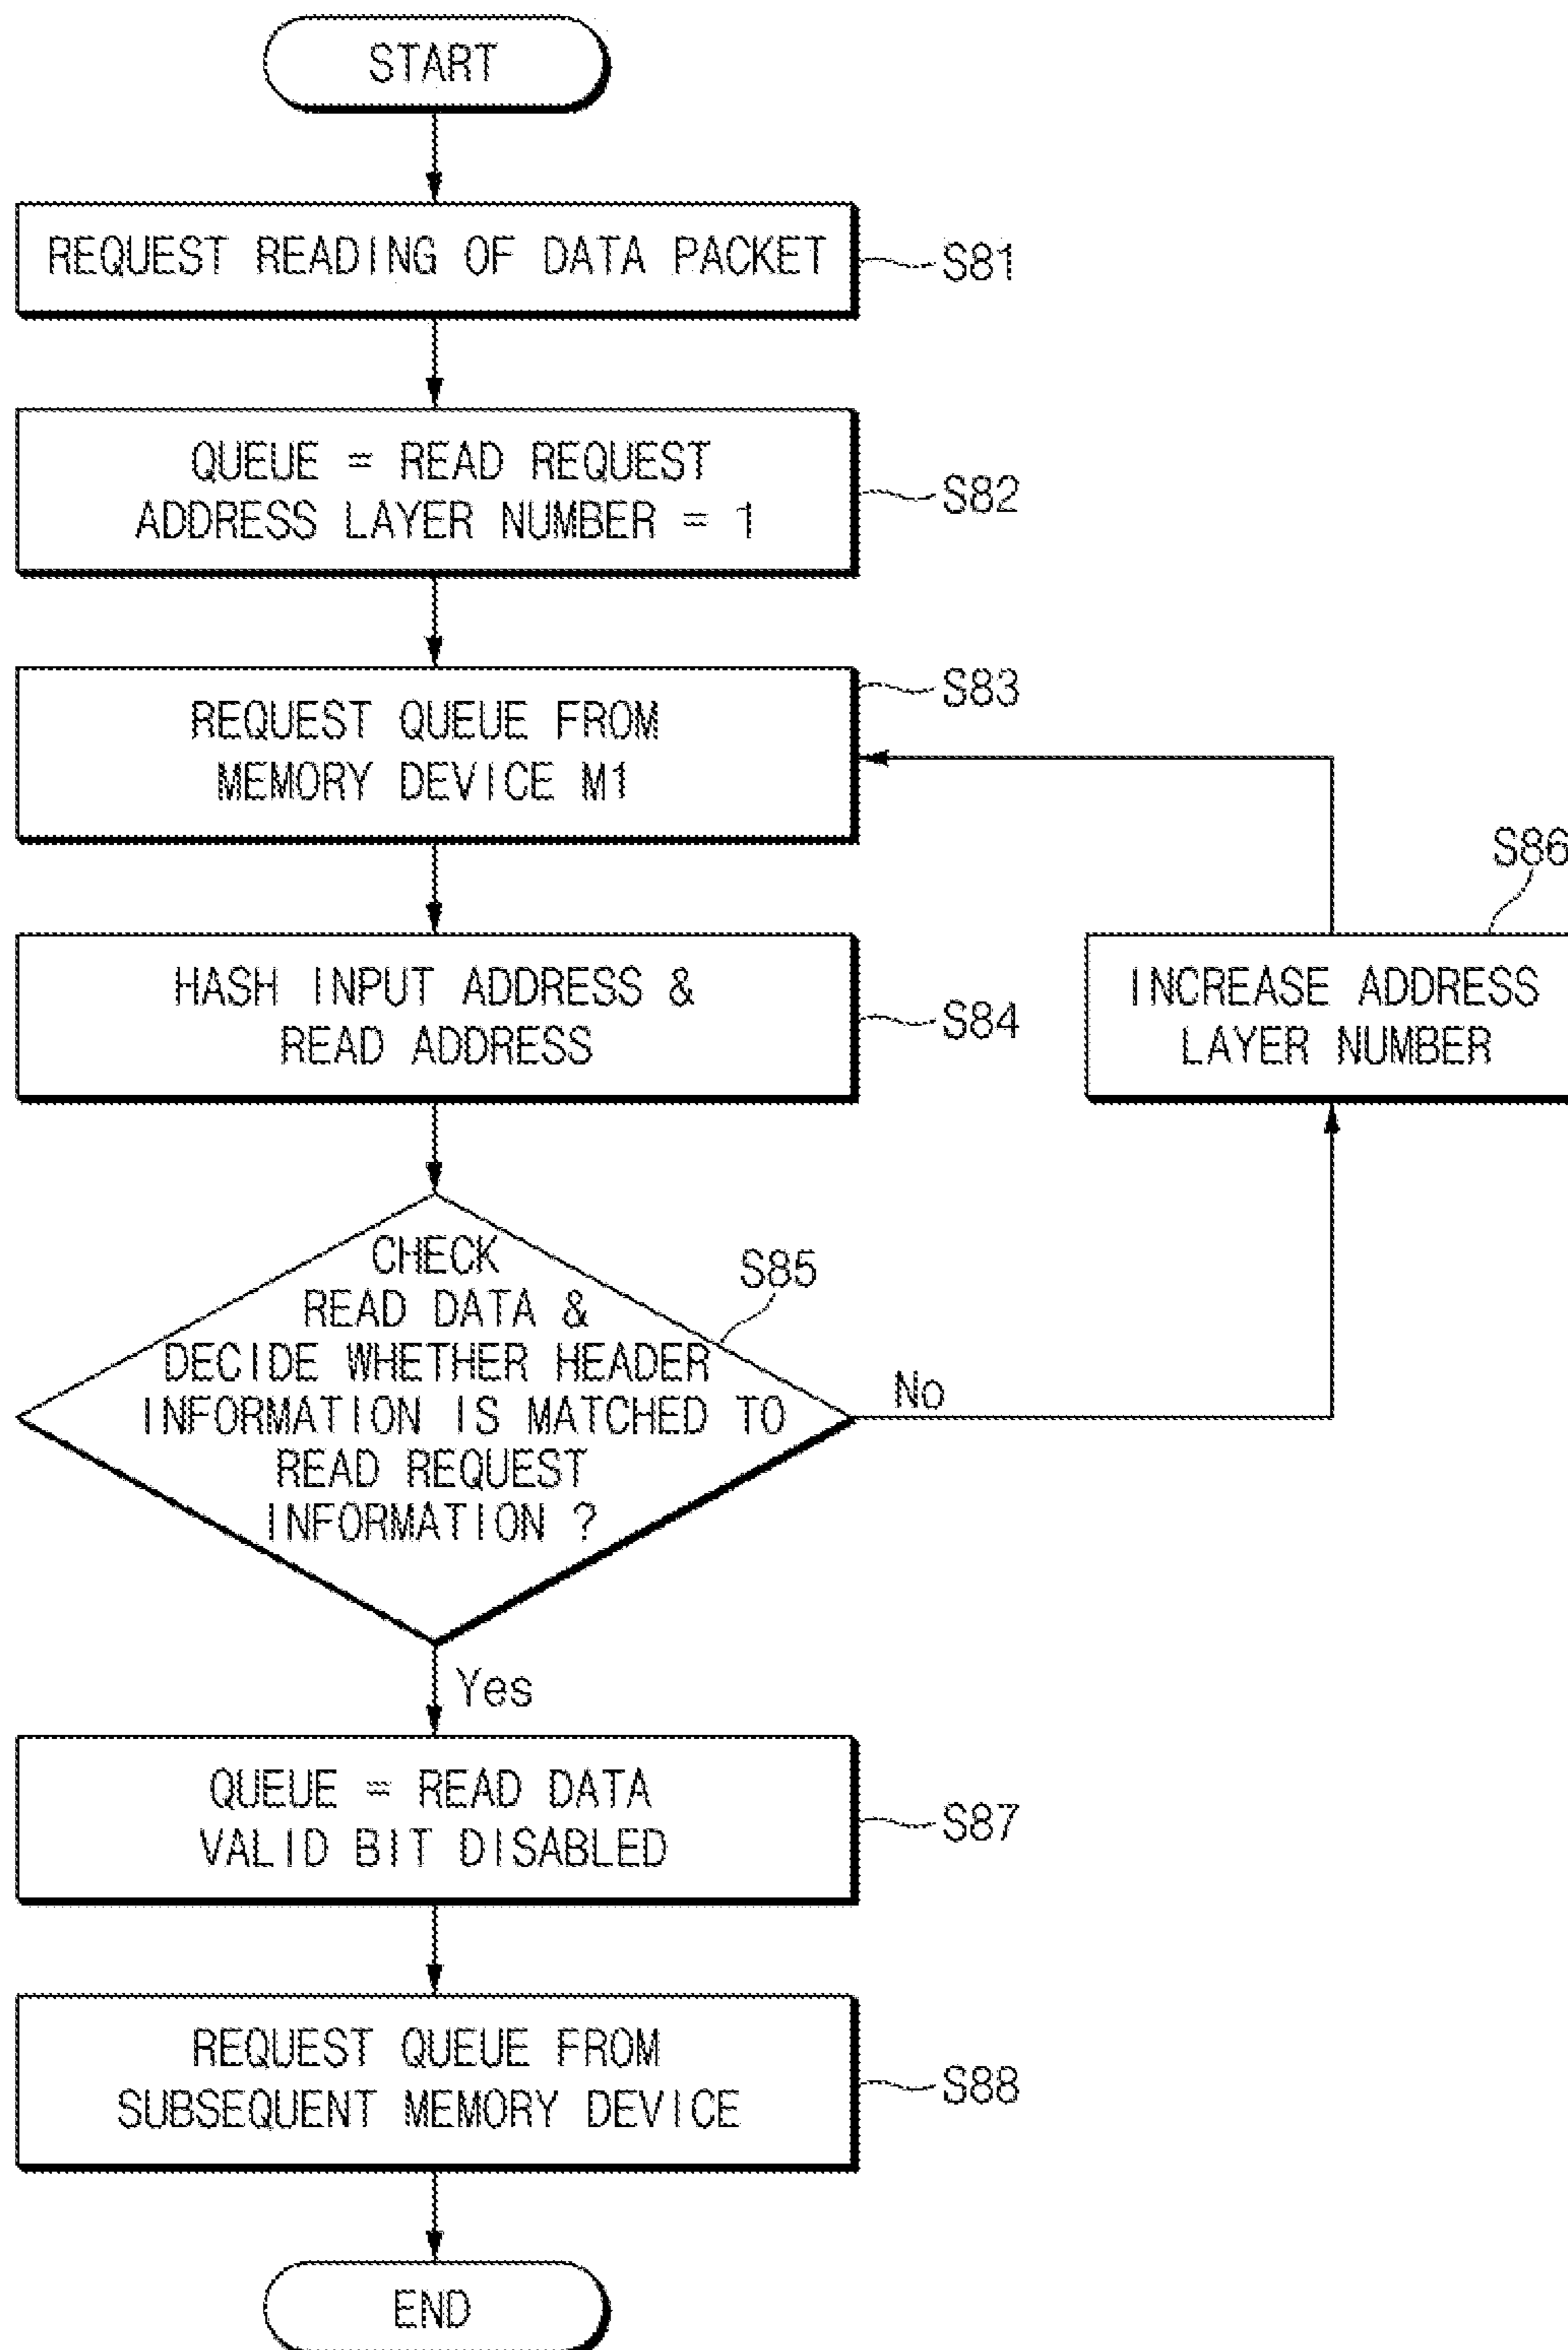 START
REQUEST READING OF DATA PACKET
S81
QUEUE = READ REQUEST
ADDRESS LAYER NUMBER = 1
S82
REQUEST QUEUE FROM
MEMORY DEVICE M1
S83
HASH INPUT ADDRESS &
READ ADDRESS
S84
S86
INCREASE ADDRESS
LAYER NUMBER
CHECK
READ DATA &
DECIDE WHETHER HEADER
INFORMATION IS MATCHED TO
READ REQUEST
INFORMATION ?
S85
No
Yes
QUEUE = READ DATA
VALID BIT DISABLED
S87
REQUEST QUEUE FROM
SUBSEQUENT MEMORY DEVICE
S88
END